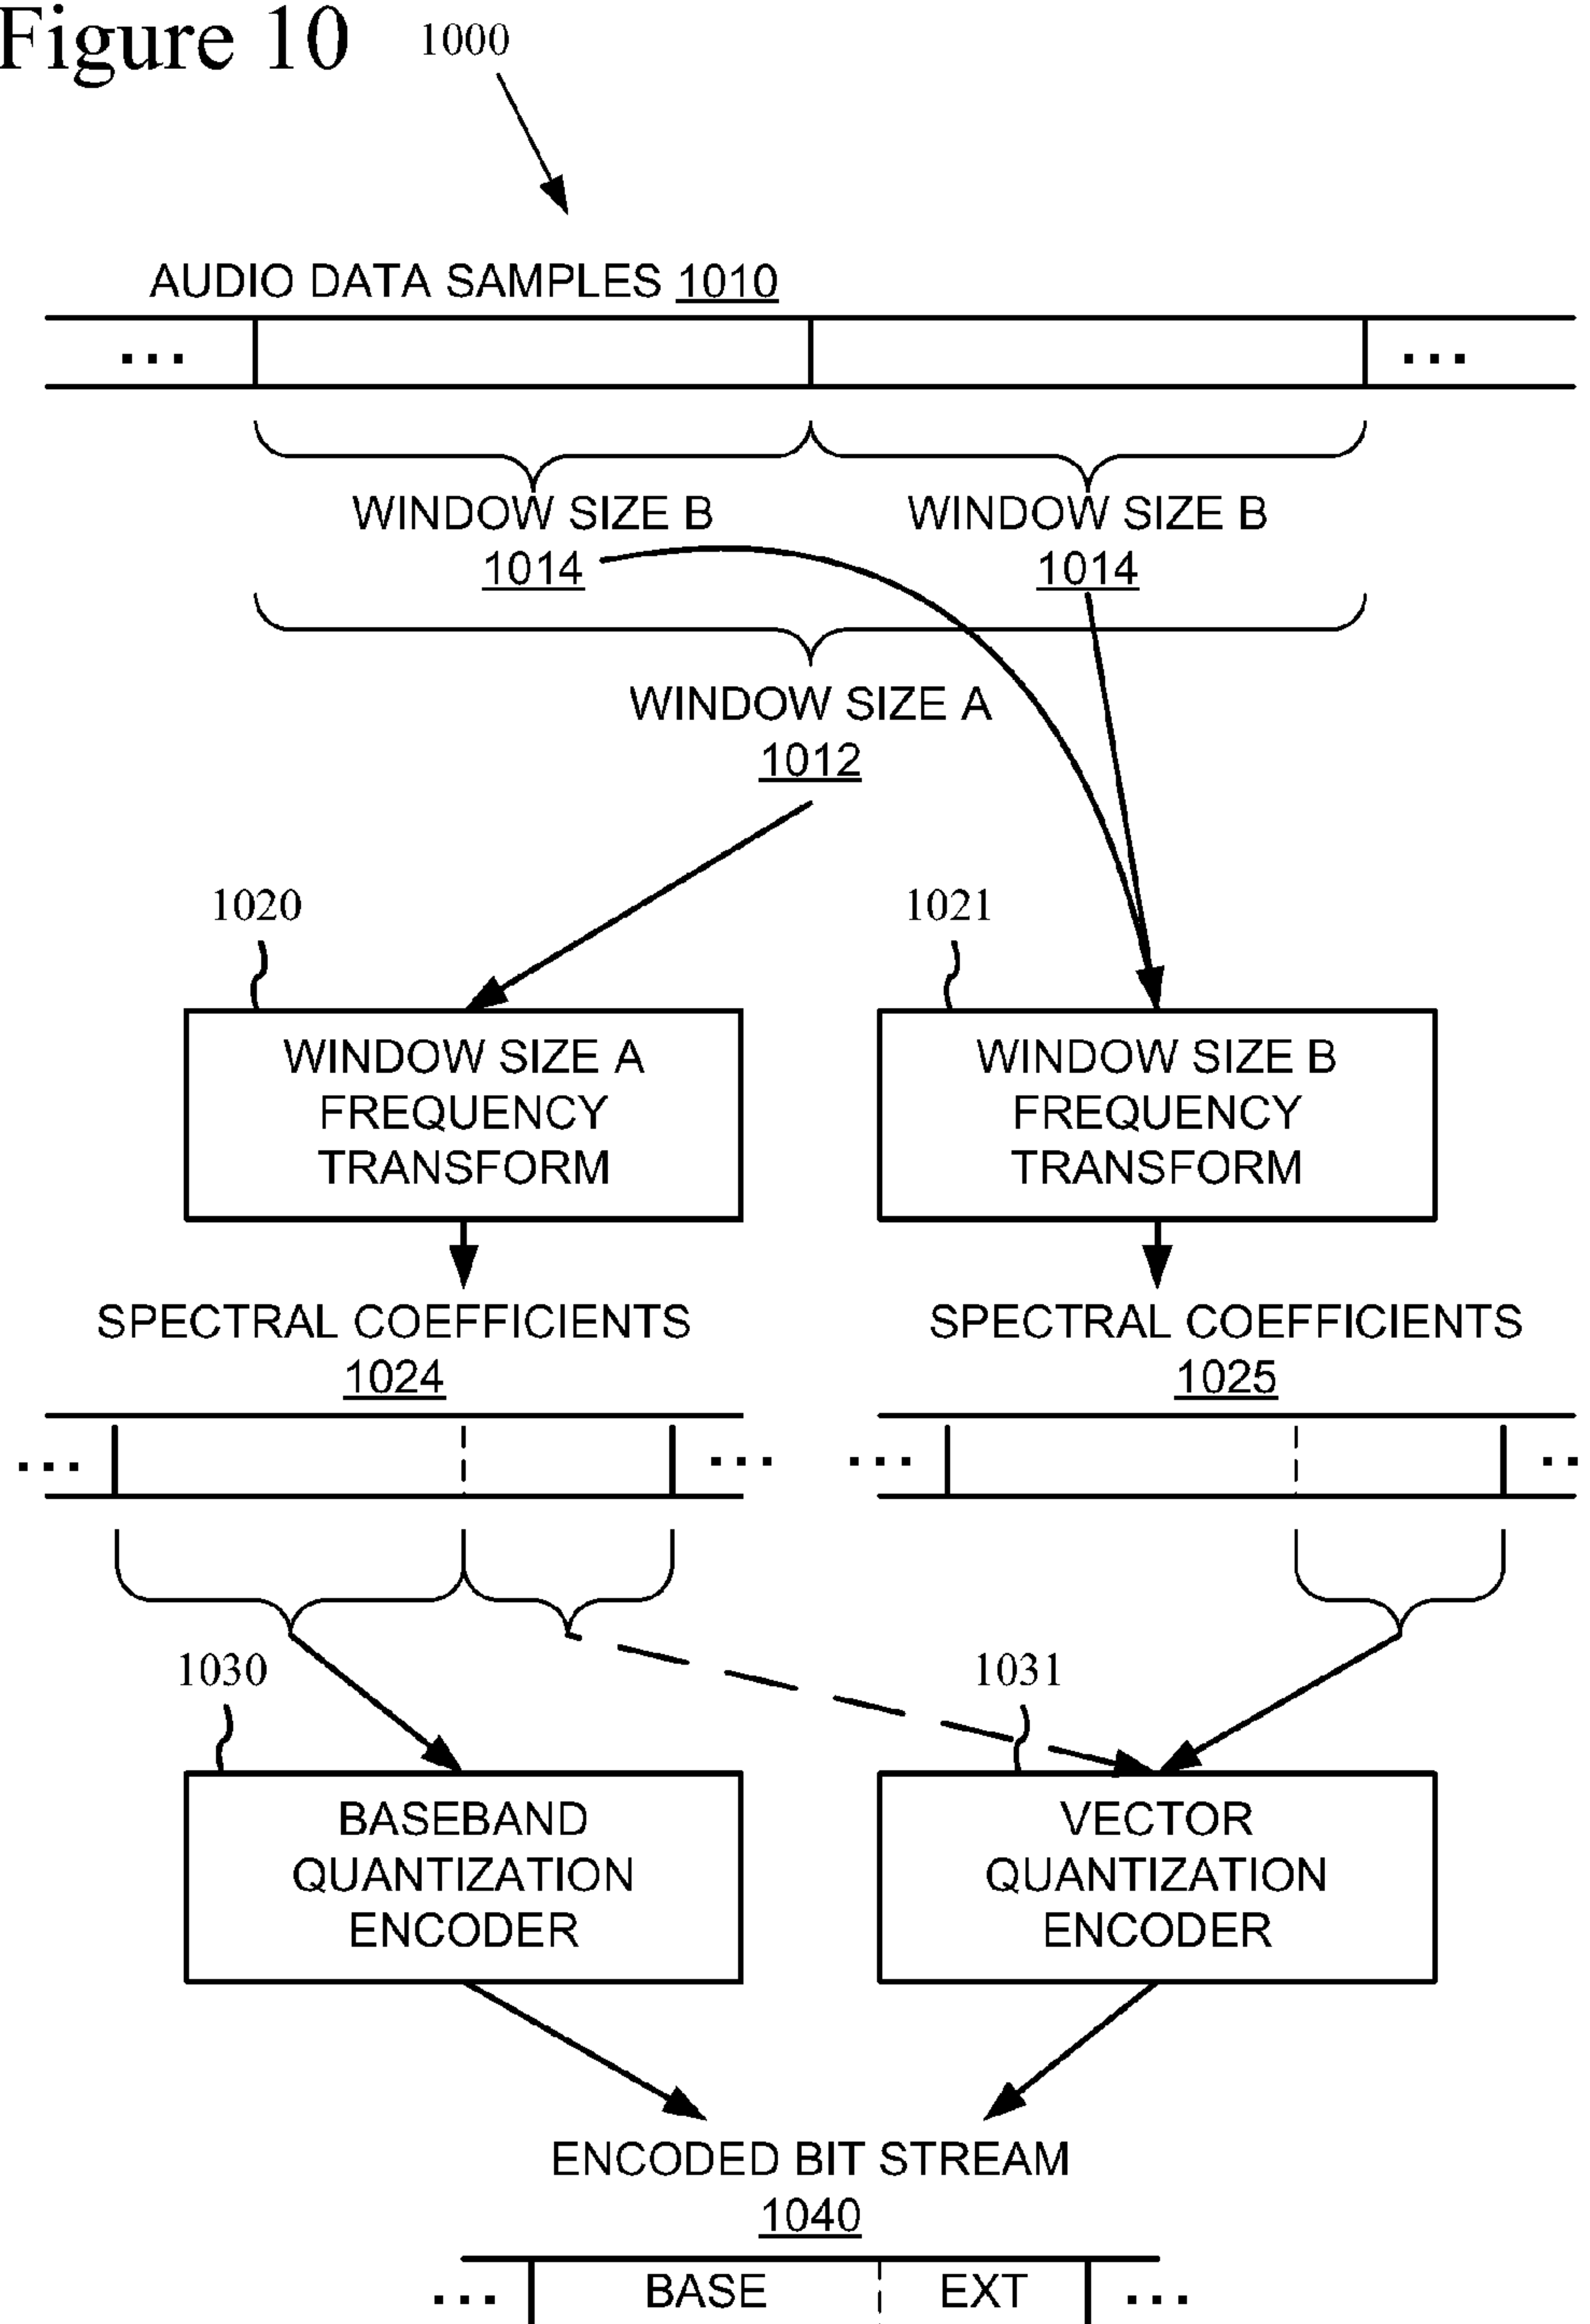 Figure 10
1000
AUDIO DATA SAMPLES 1010
... ...
WINDOW SIZE B WINDOW SIZE B
1014 1014
WINDOW SIZE A
1012
1020 1021
WINDOW SIZE A
FREQUENCY
TRANSFORM
WINDOW SIZE B
FREQUENCY
TRANSFORM
SPECTRAL COEFFICIENTS
1024
SPECTRAL COEFFICIENTS
1025
... ... ... ..
1030 1031
BASEBAND
QUANTIZATION
ENCODER
VECTOR
QUANTIZATION
ENCODER
ENCODED BIT STREAM
1040
... BASE EXT ...